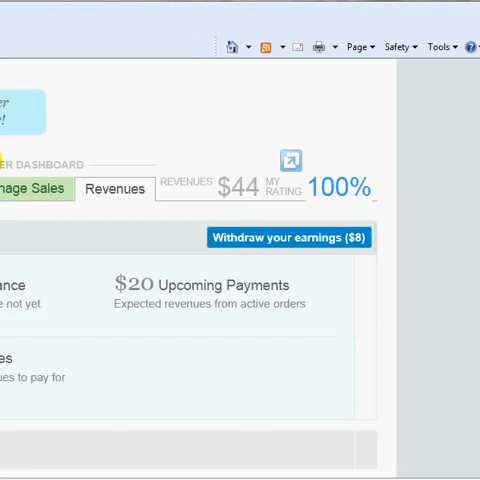 Page Safety Tools
er
!
ER DASHBOARD
nage Sales Revenues REVENUES $44 MY RATING 100%
Withdraw your earnings ($8)
ance $20 Upcoming Payments
e not yet Expected revenues from active orders
es
ues to pay for